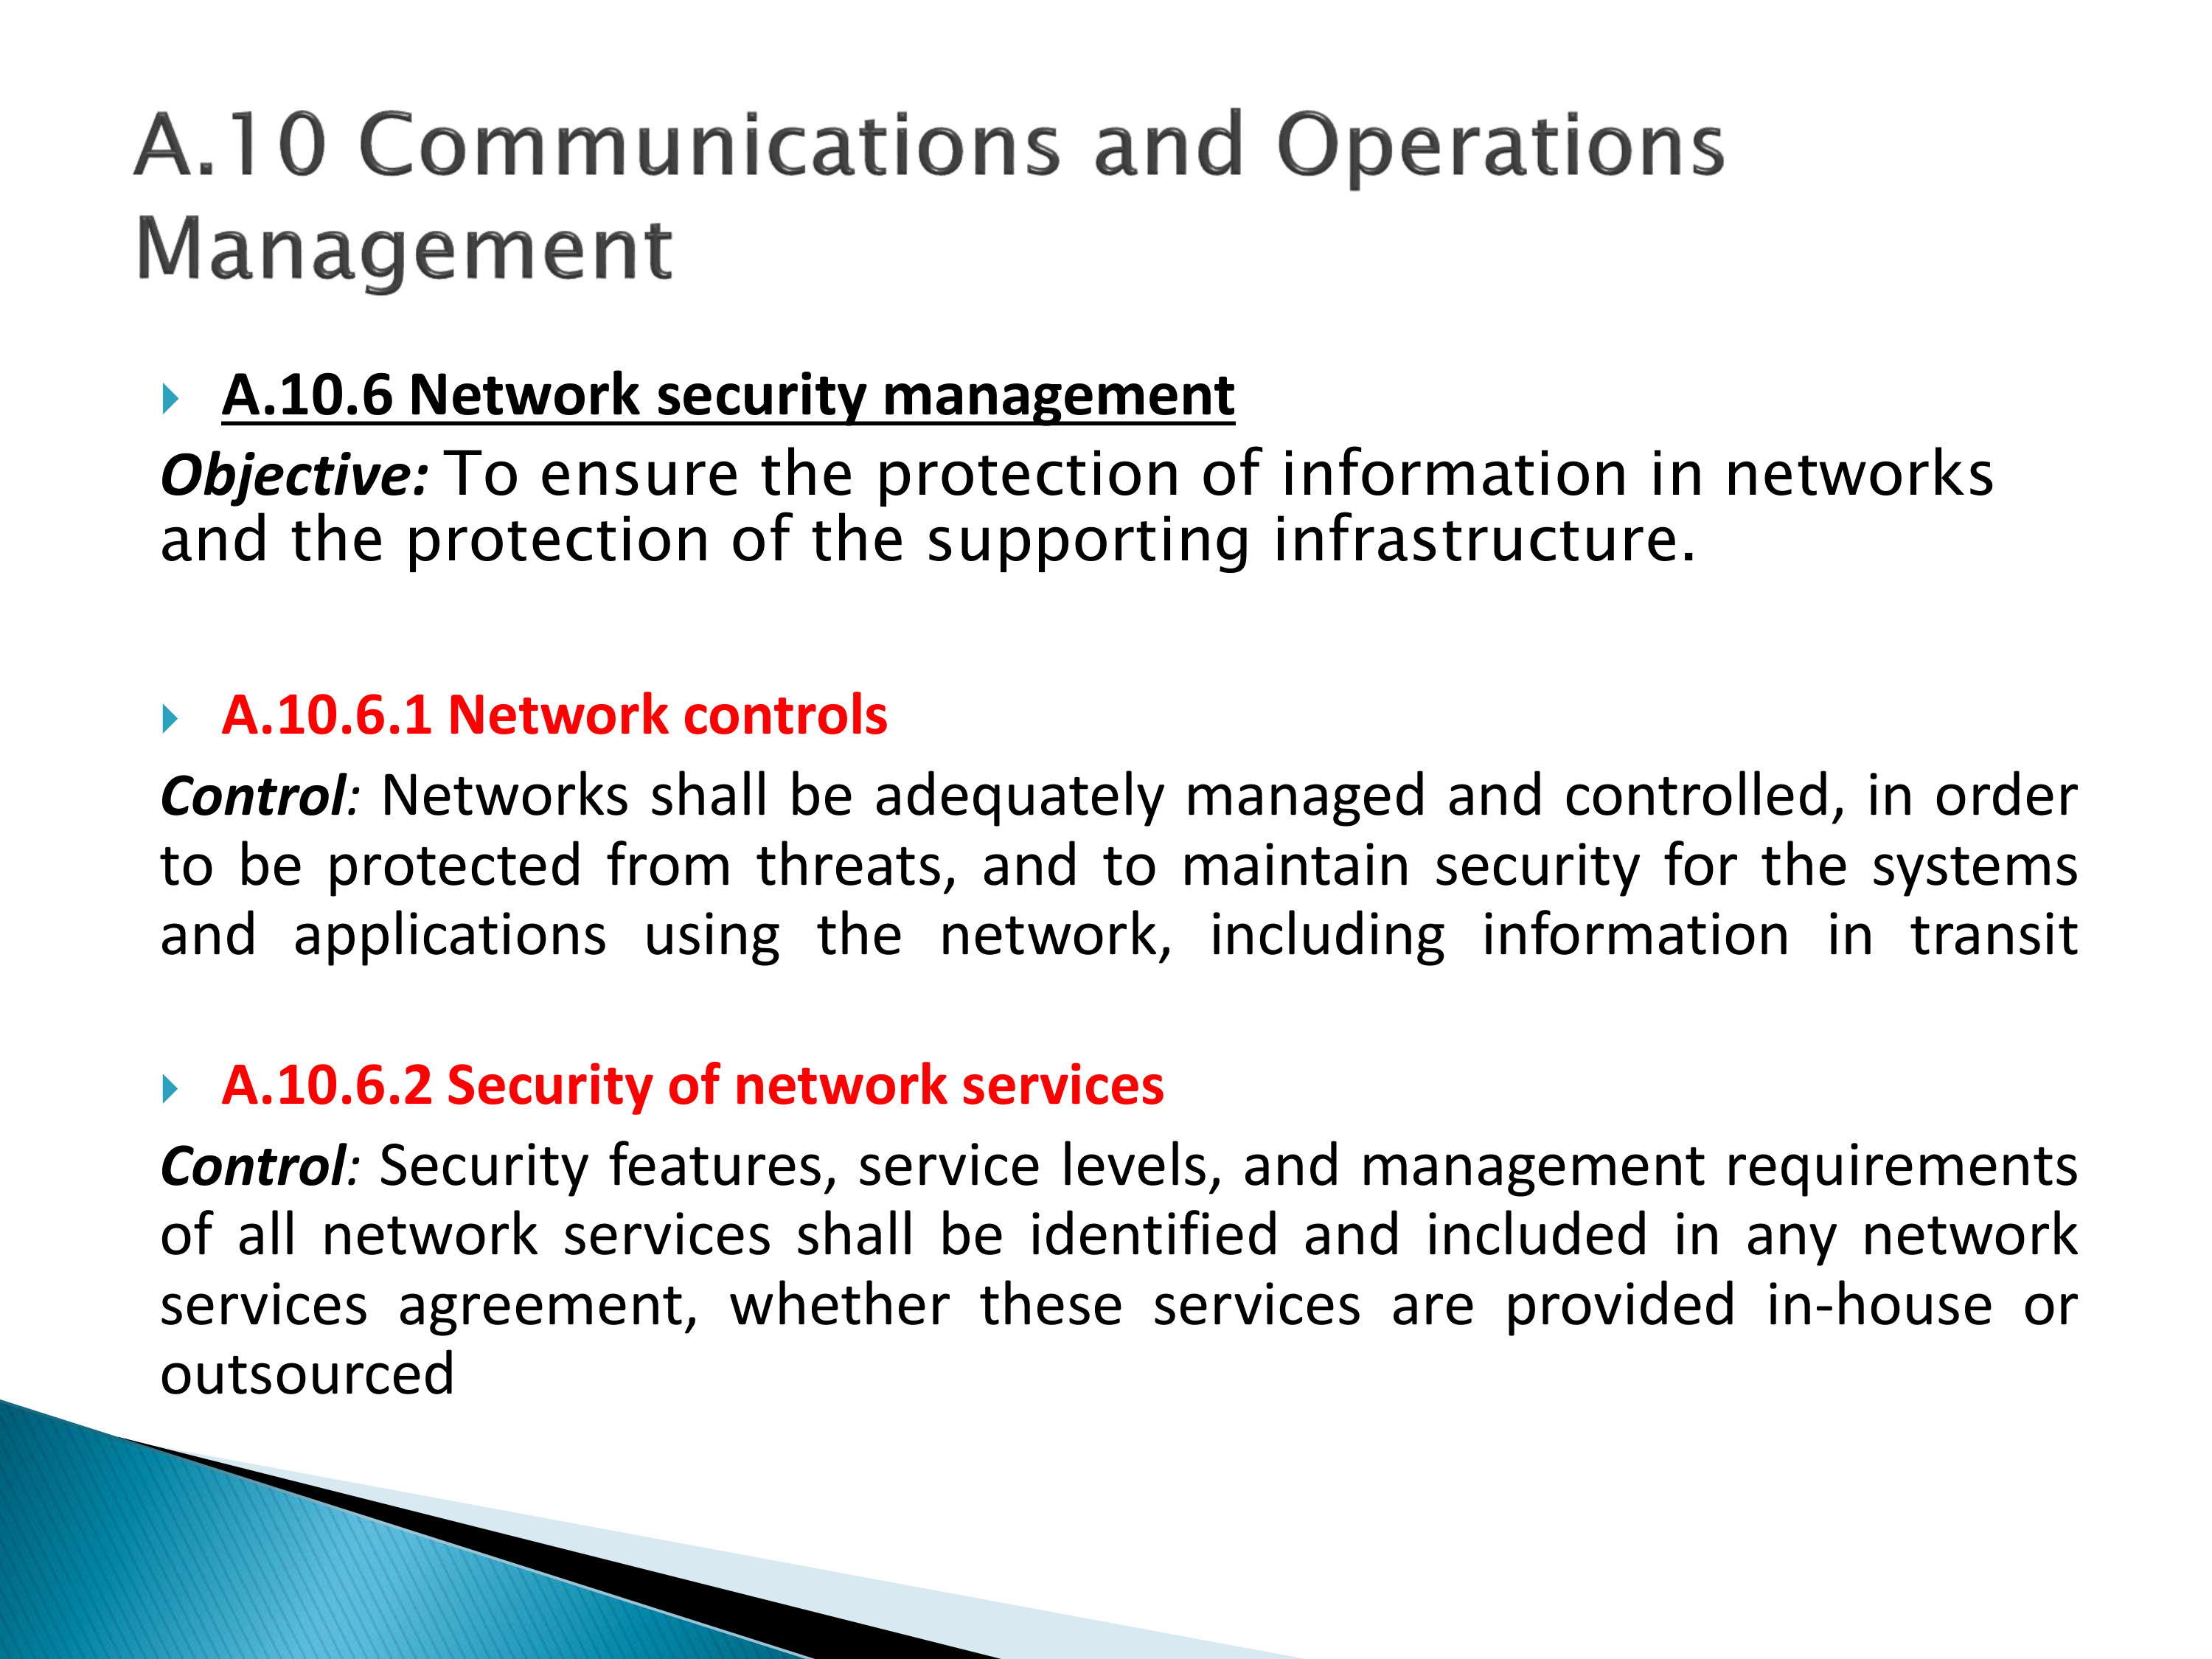 A.10 Communications and Operations
Management
A.10.6 Network security management
Objective: To ensure the protection of information in networks
and the protection of the supporting infrastructure.
A.10.6.1 Network controls
Control: Networks shall be adequately managed and controlled, in order
to be protected from threats, and to maintain security for the systems
and applications using the network, including information in transit
A.10.6.2 Security of network services
Control: Security features, service levels, and management requirements
of all network services shall be identified and included in any network
services agreement, whether these services are provided in-house or
outsourced